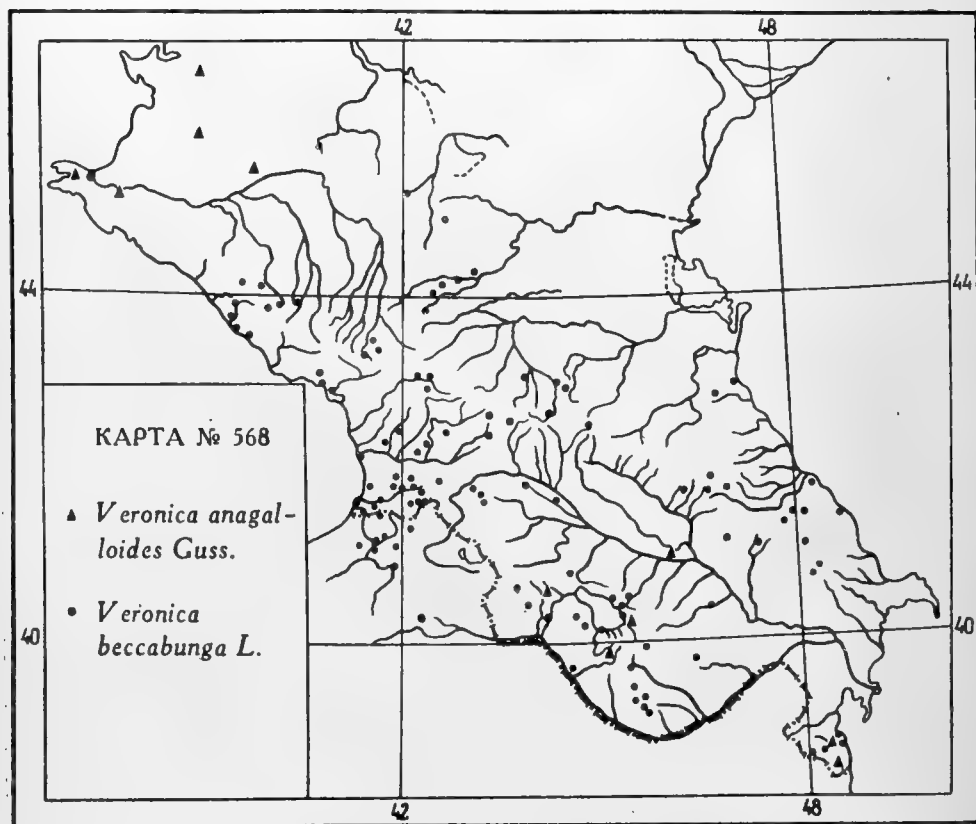 42 48
44 44
КАРТА № 568
▲ Veronica anagal-
loides Guss.
● Veronica
beccabunga L.
40 40
42 48